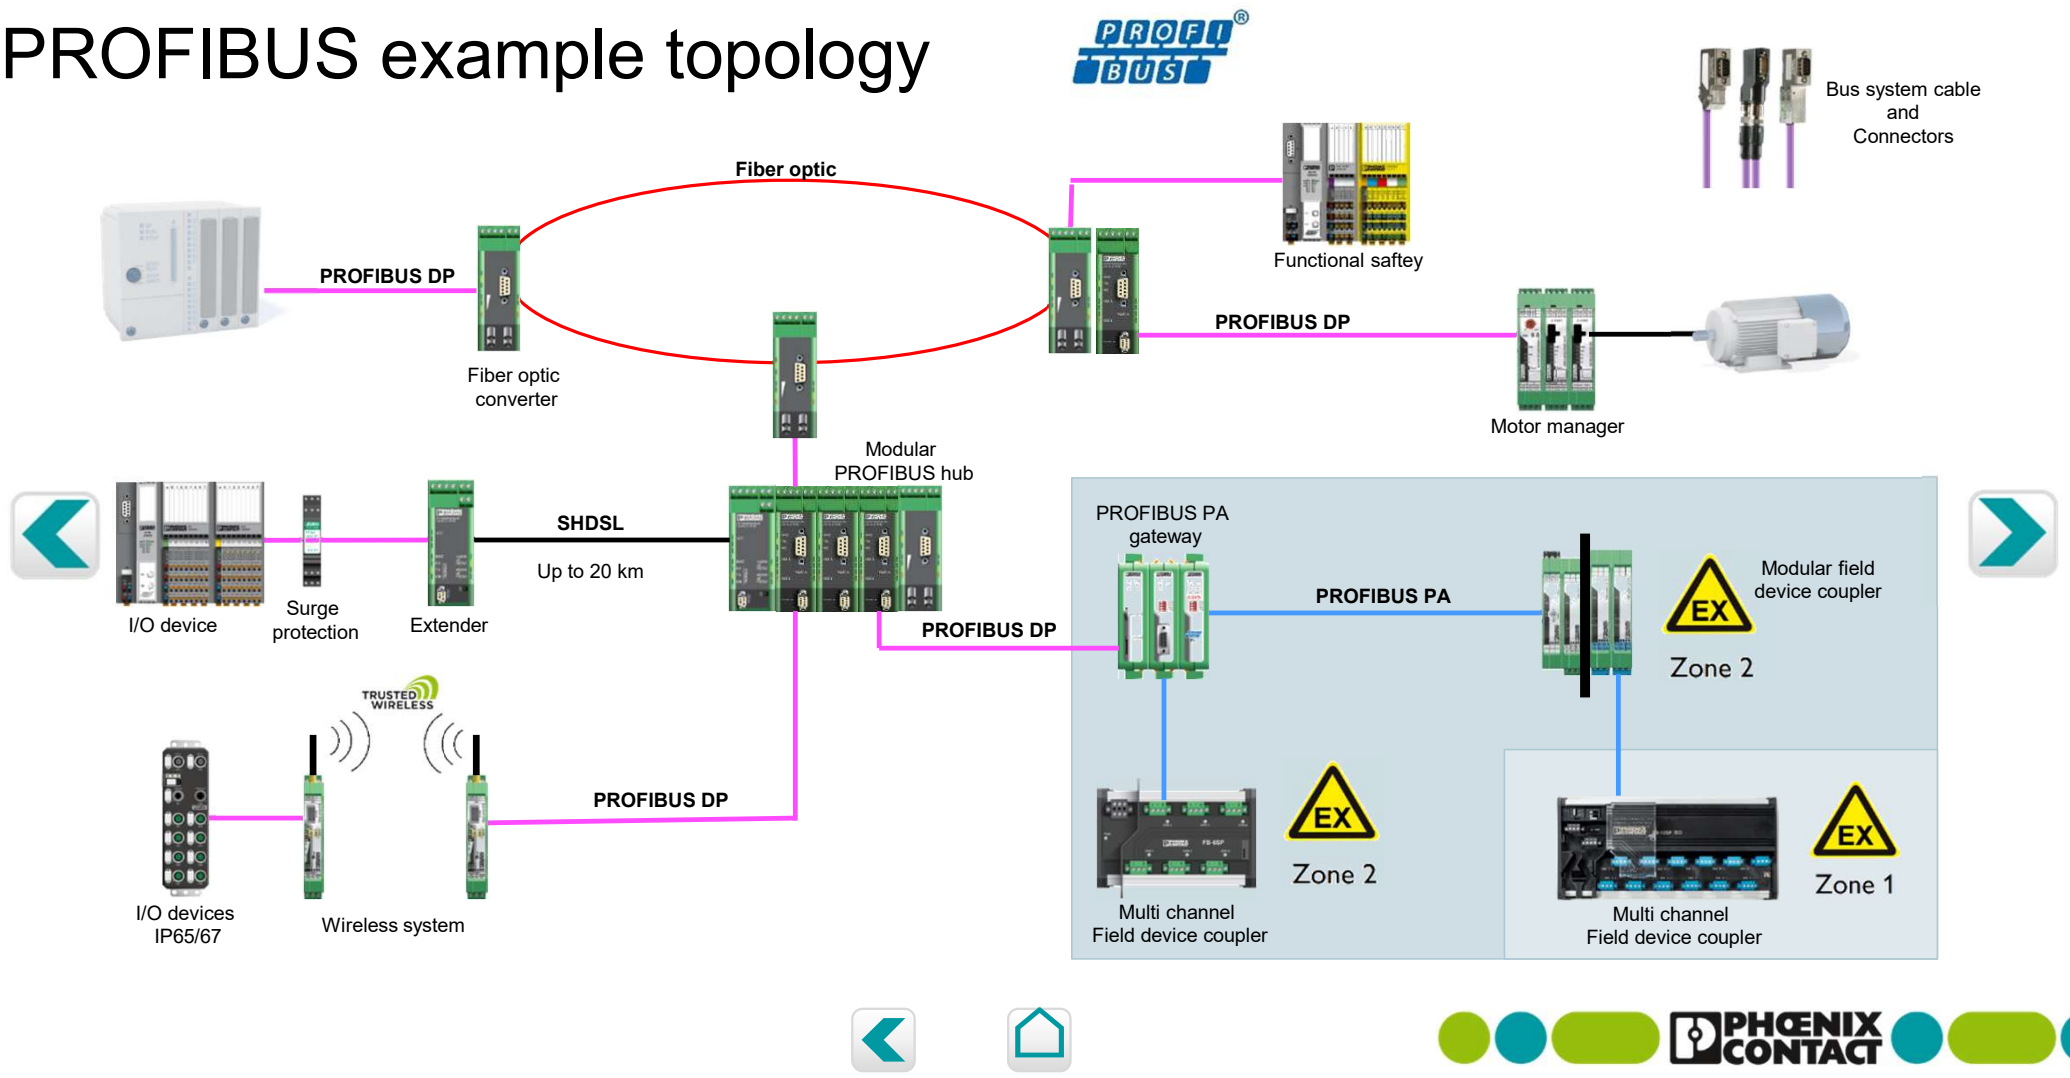 PROFIBUS example topology
PROFI
BUS
®
Bus system cable
and
Connectors
Fiber optic
PROFIBUS DP
Functional saftey
PROFIBUS DP
Fiber optic
converter
Motor manager
Modular
PROFIBUS hub
SHDSL
Up to 20 km
I/O device
Surge
protection
Extender
PROFIBUS DP
PROFIBUS PA
gateway
PROFIBUS PA
Modular field
device coupler
EX
Zone 2
TRUSTED
WIRELESS
PROFIBUS DP
I/O devices
IP65/67
Wireless system
EX
Zone 2
Multi channel
Field device coupler
EX
Zone 1
Multi channel
Field device coupler
PHŒNIX
CONTACT